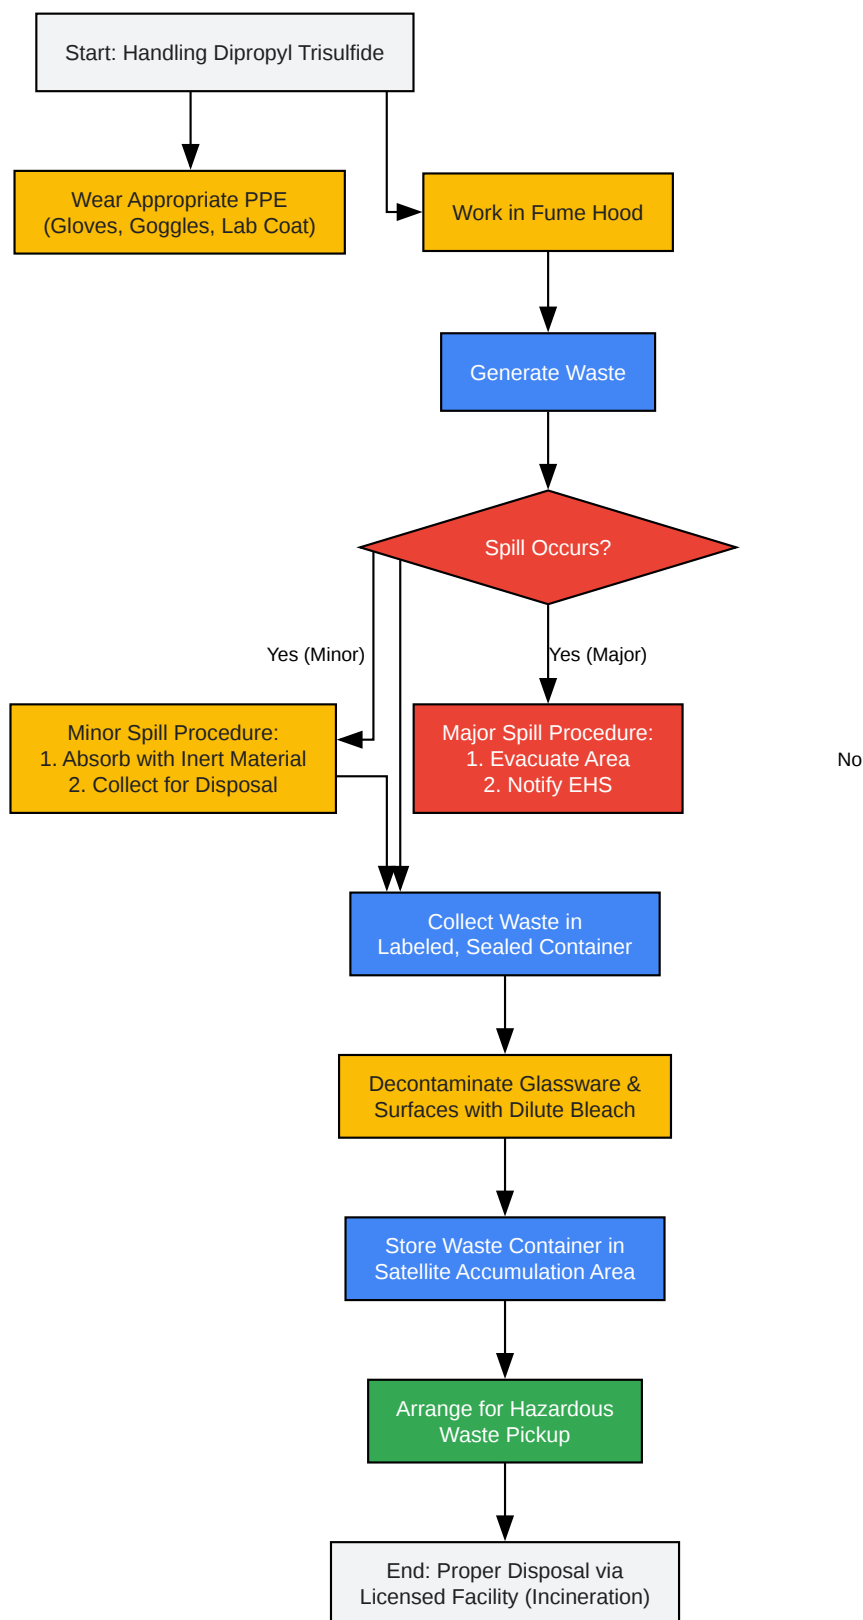 Start: Handling Dipropyl Trisulfide
Wear Appropriate PPE
(Gloves, Goggles, Lab Coat)
Work in Fume Hood
Generate Waste
Spill Occurs?
Yes (Minor)
Yes (Major)
Minor Spill Procedure:
1. Absorb with Inert Material
2. Collect for Disposal
Major Spill Procedure:
1. Evacuate Area
2. Notify EHS
No
Collect Waste in
Labeled, Sealed Container
Decontaminate Glassware &
Surfaces with Dilute Bleach
Store Waste Container in
Satellite Accumulation Area
Arrange for Hazardous
Waste Pickup
End: Proper Disposal via
Licensed Facility (Incineration)